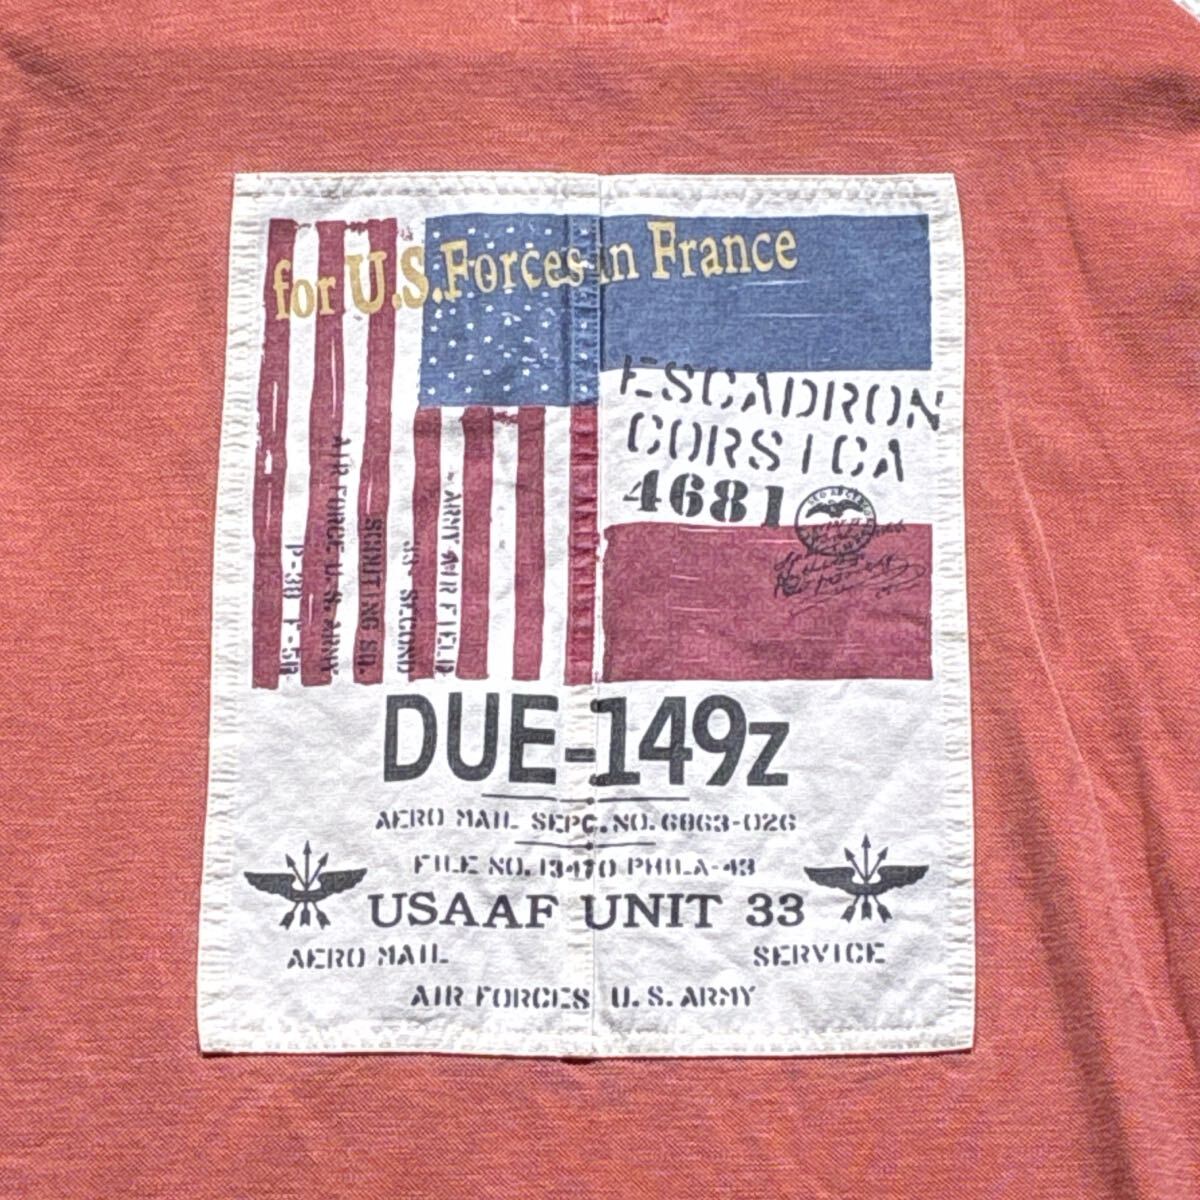 for U.S. Forces in France
ESCADRON
CORSICA
4681
P-38 F-5B
AIR FORCE U.S. ARMY
SCOUTING SQ.
SECOND
ARMY AIR FIELD
DUE-149z
AERO MAIL SEPC. NO. 6863-026
FILE NO. 13470 PHILA-43
USAAF UNIT 33
AERO MAIL SERVICE
AIR FORCES U.S. ARMY